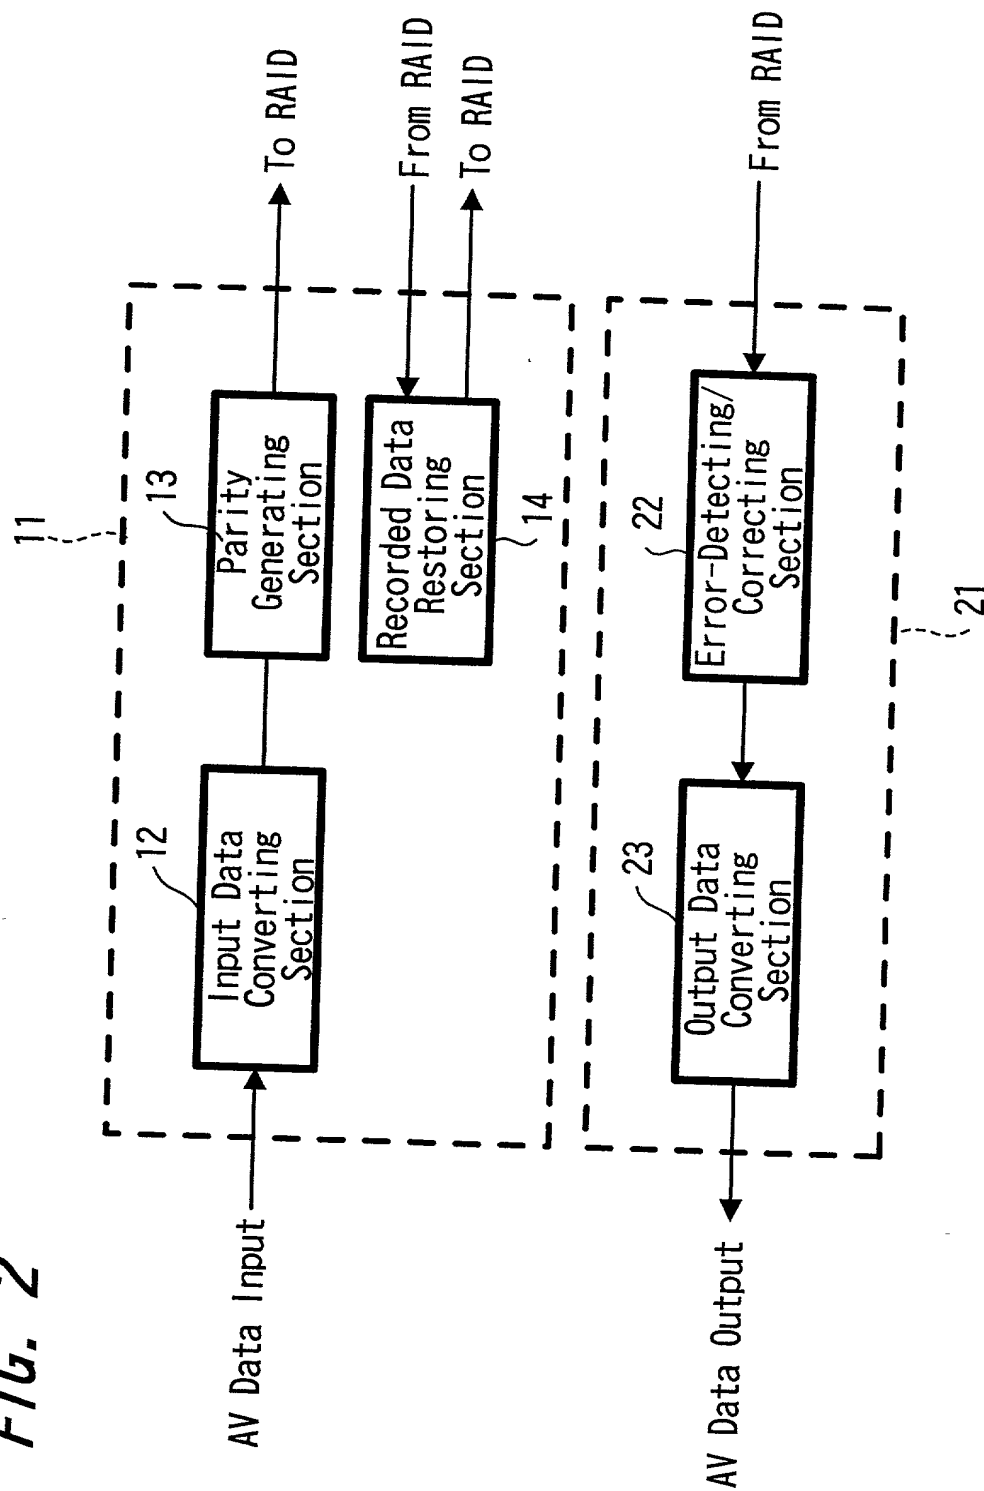 FIG. 2
11
AV Data Input
12
Input Data
Converting
Section
13
Parity
Generating
Section
To RAID
Recorded Data
Restoring
Section
14
From RAID
To RAID
AV Data Output
23
Output Data
Converting
Section
22
Error-Detecting/
Correcting
Section
From RAID
21